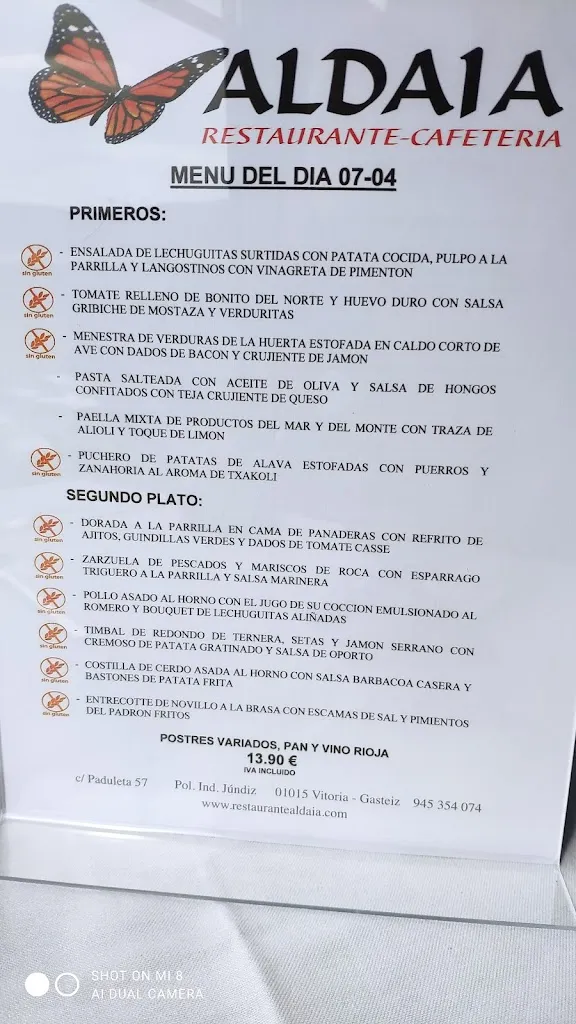 ALDAIA
RESTAURANTE-CAFETERIA
MENU DEL DIA 07-04
PRIMEROS:
sin gluten - ENSALADA DE LECHUGUITAS SURTIDAS CON PATATA COCIDA, PULPO A LA
PARRILLA Y LANGOSTINOS CON VINAGRETA DE PIMENTON
sin gluten - TOMATE RELLENO DE BONITO DEL NORTE Y HUEVO DURO CON SALSA
GRIBICHE DE MOSTAZA Y VERDURITAS
sin gluten - MENESTRA DE VERDURAS DE LA HUERTA ESTOFADA EN CALDO CORTO DE
AVE CON DADOS DE BACON Y CRUJIENTE DE JAMON
- PASTA SALTEADA CON ACEITE DE OLIVA Y SALSA DE HONGOS
CONFITADOS CON TEJA CRUJIENTE DE QUESO
- PAELLA MIXTA DE PRODUCTOS DEL MAR Y DEL MONTE CON TRAZA DE
ALIOLI Y TOQUE DE LIMON
sin gluten - PUCHERO DE PATATAS DE ALAVA ESTOFADAS CON PUERROS Y
ZANAHORIA AL AROMA DE TXAKOLI
SEGUNDO PLATO:
sin gluten - DORADA A LA PARRILLA EN CAMA DE PANADERAS CON REFRITO DE
AJITOS, GUINDILLAS VERDES Y DADOS DE TOMATE CASSE
sin gluten - ZARZUELA DE PESCADOS Y MARISCOS DE ROCA CON ESPARRAGO
TRIGUERO A LA PARRILLA Y SALSA MARINERA
sin gluten - POLLO ASADO AL HORNO CON EL JUGO DE SU COCCION EMULSIONADO AL
ROMERO Y BOUQUET DE LECHUGUITAS ALIÑADAS
sin gluten - TIMBAL DE REDONDO DE TERNERA, SETAS Y JAMON SERRANO CON
CREMOSO DE PATATA GRATINADO Y SALSA DE OPORTO
sin gluten - COSTILLA DE CERDO ASADA AL HORNO CON SALSA BARBACOA CASERA Y
BASTONES DE PATATA FRITA
sin gluten - ENTRECOTTE DE NOVILLO A LA BRASA CON ESCAMAS DE SAL Y PIMIENTOS
DEL PADRON FRITOS
POSTRES VARIADOS, PAN Y VINO RIOJA
13.90 €
IVA INCLUIDO
c/ Paduleta 57 Pol. Ind. Júndiz 01015 Vitoria - Gasteiz 945 354 074
www.restaurantealdaia.com
SHOT ON MI 8
AI DUAL CAMERA